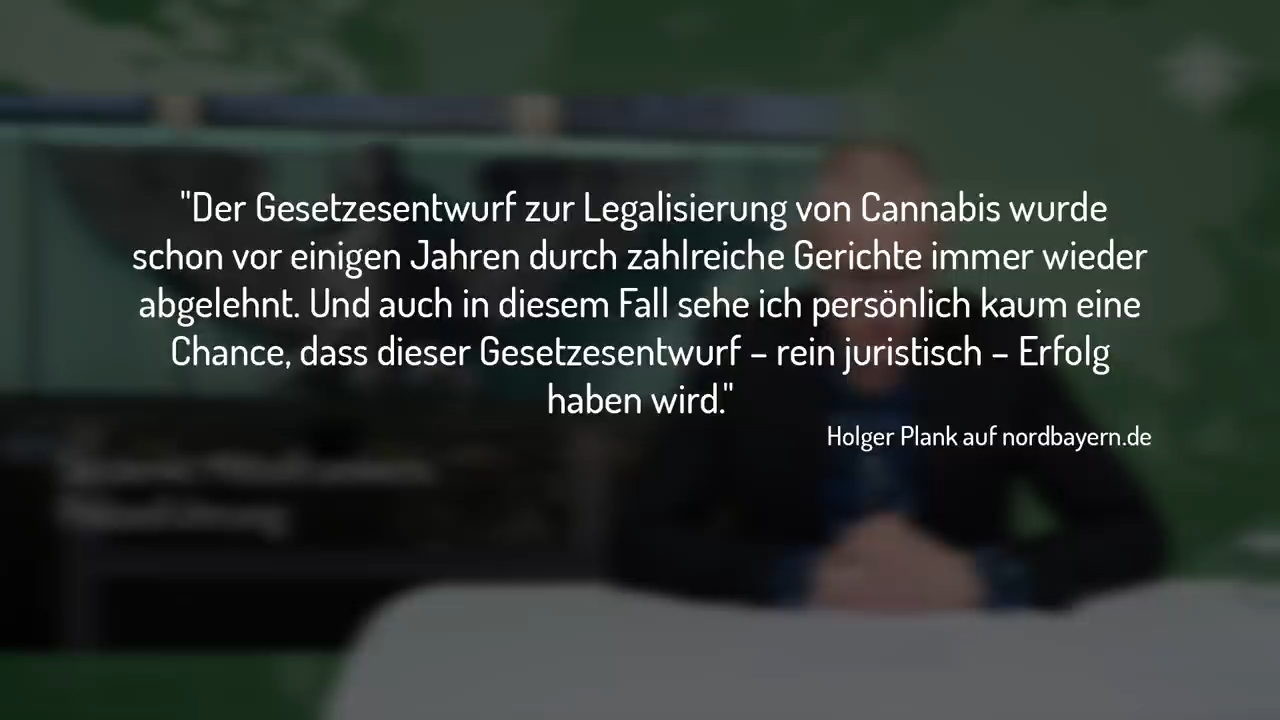 "Der Gesetzesentwurf zur Legalisierung von Cannabis wurde
schon vor einigen Jahren durch zahlreiche Gerichte immer wieder
abgelehnt. Und auch in diesem Fall sehe ich persönlich kaum eine
Chance, dass dieser Gesetzesentwurf – rein juristisch – Erfolg
haben wird."
Holger Plank auf nordbayern.de